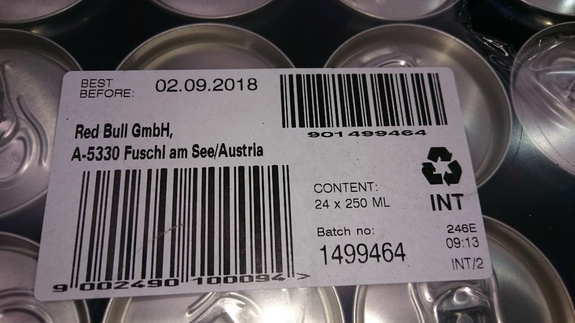 BEST
BEFORE:
02.09.2018
901499464
Red Bull GmbH,
A-5330 Fuschl am See/Austria
CONTENT:
24 x 250 ML
INT
Batch no:
1499464
246E
09:13
INT/2
9 002490 100094 >